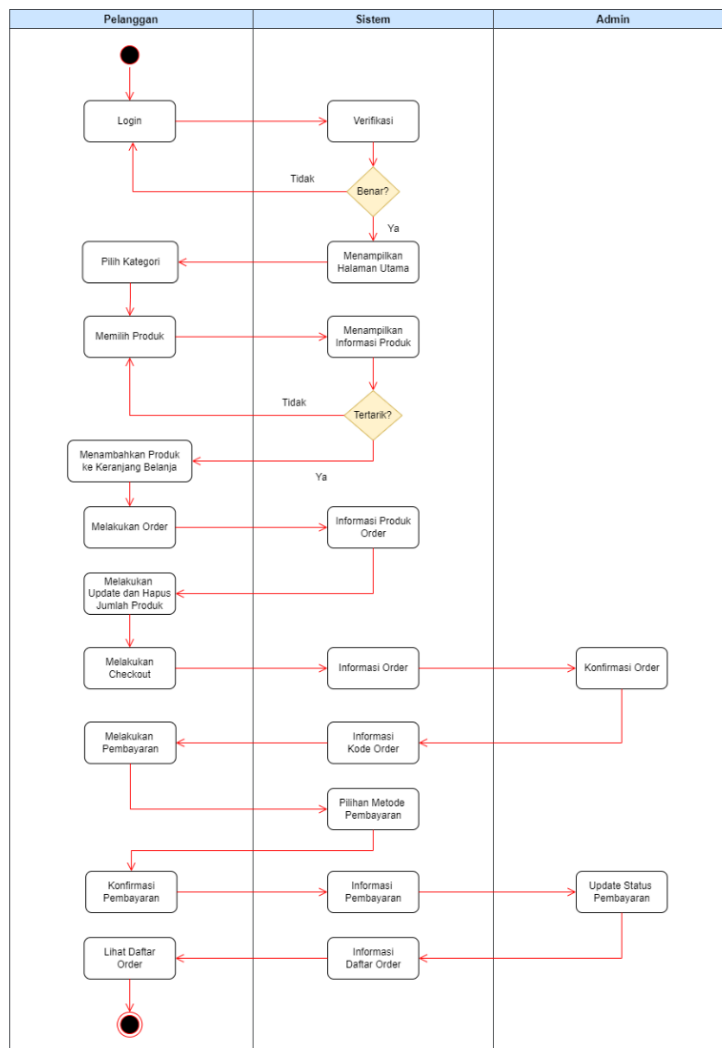 Pelanggan
Sistem
Admin
Login
Verifikasi
Tidak
Benar?
Ya
Pilih Kategori
Menampilkan
Halaman Utama
Memilih Produk
Menampilkan
Informasi Produk
Tidak
Tertarik?
Menambahkan Produk
ke Keranjang Belanja
Ya
Melakukan Order
Informasi Produk
Order
Melakukan
Update dan Hapus
Jumlah Produk
Melakukan
Checkout
Informasi Order
Konfirmasi Order
Melakukan
Pembayaran
Informasi
Kode Order
Pilihan Metode
Pembayaran
Konfirmasi
Pembayaran
Informasi
Pembayaran
Update Status
Pembayaran
Lihat Daftar
Order
Informasi
Daftar Order